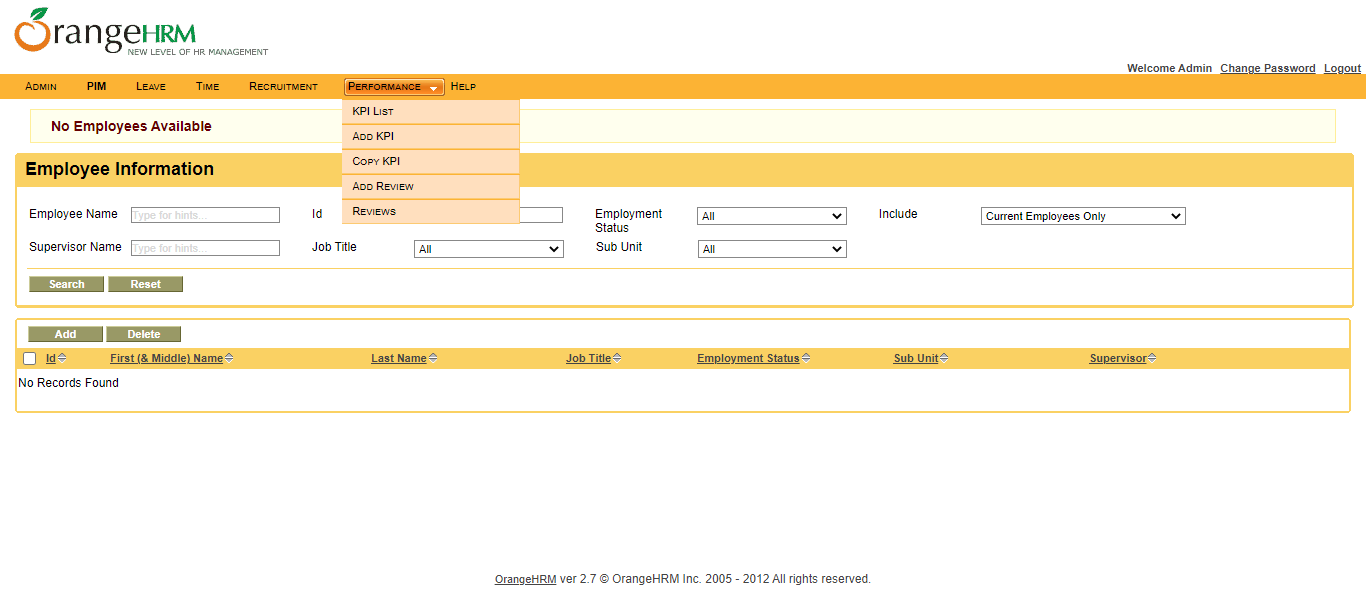 OrangeHRM
NEW LEVEL OF HR MANAGEMENT
Welcome Admin Change Password Logout
ADMIN PIM LEAVE TIME RECRUITMENT PERFORMANCE HELP
KPI LIST
ADD KPI
COPY KPI
ADD REVIEW
REVIEWS
No Employees Available
Employee Information
Employee Name Type for hints... Id Employment Status All Include Current Employees Only
Supervisor Name Type for hints... Job Title All Sub Unit All
Search Reset
Add Delete
Id First (& Middle) Name Last Name Job Title Employment Status Sub Unit Supervisor
No Records Found
OrangeHRM ver 2.7 © OrangeHRM Inc. 2005 - 2012 All rights reserved.